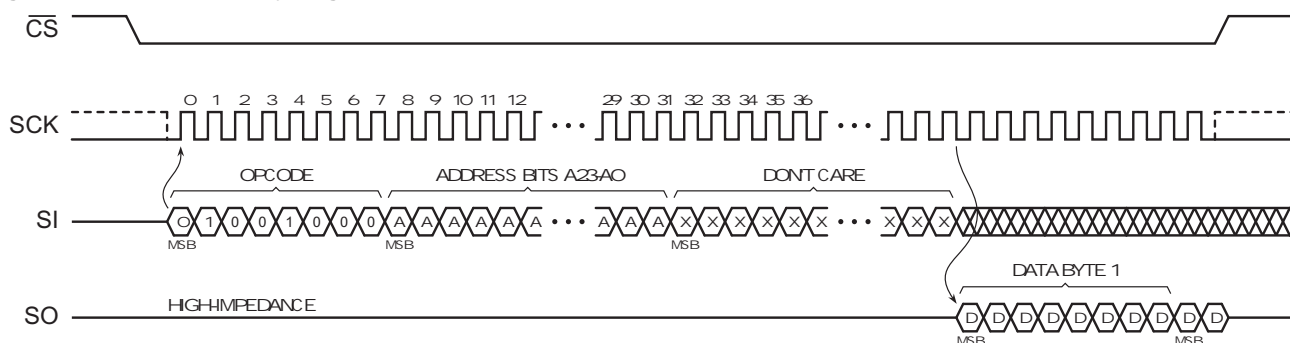 CS
0 1 2 3 4 5 6 7 8 9 10 11 12 29 30 31 32 33 34 35 36
SCK
OPCODE ADDRESS BITS A23-A0 DON'T CARE
SI 0 1 0 0 1 0 0 0 A A A A A A A A A X X X X X X X X X
MSB MSB MSB
DATA BYTE 1
HIGH-IMPEDANCE
SO D D D D D D D D D D
MSB MSB